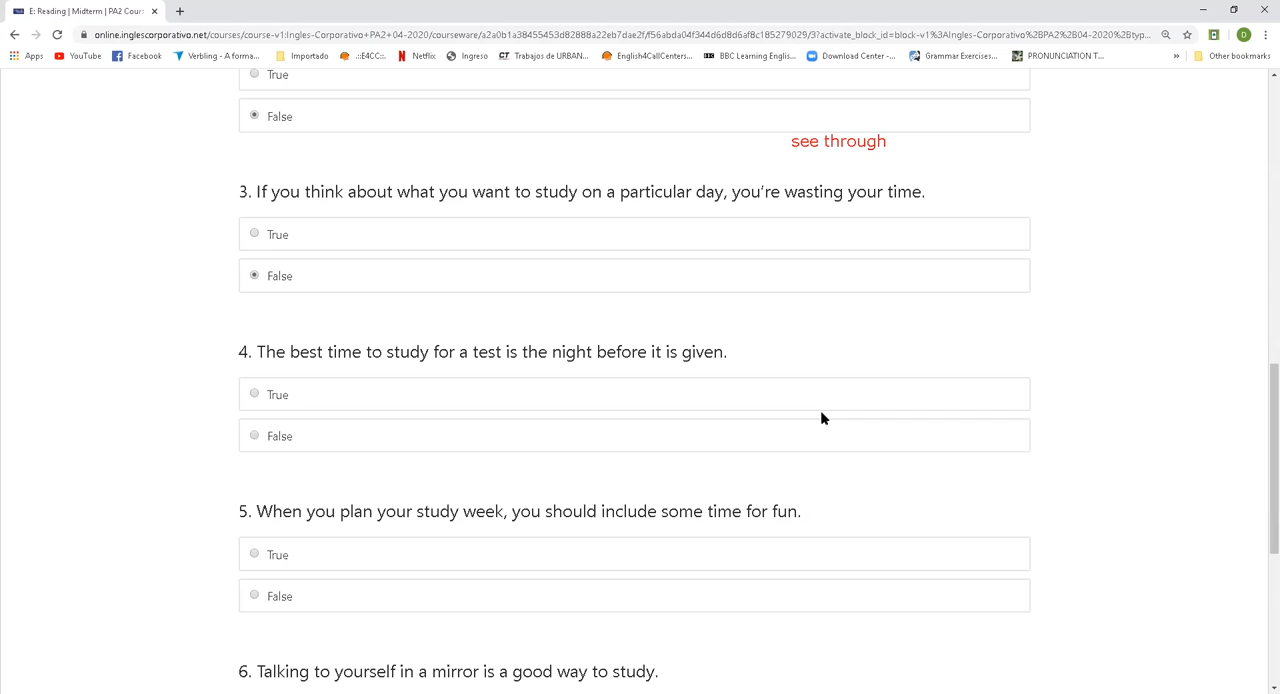 E: Reading | Midterm | PA2 Cour
online.inglescorporativo.net/courses/course-v1:Ingles-Corporativo+PA2+04-2020/courseware/a2a0b1a38455453d82888a22eb7dae2f/f56abda04f344d6d8d6af8c185279029/3?activate_block_id=block-v1%3AIngles-Corporativo%2BPA2%2B04-2020%2Btyp...
D
Apps YouTube Facebook Verbling - A forma... Importado .::E4CC::. Netflix Ingreso CT Trabajos de URBAN... English4CallCenters... BBC Learning Englis... Download Center -... Grammar Exercises... PRONUNCIATION T... » Other bookmarks
True
False
see through
3. If you think about what you want to study on a particular day, you’re wasting your time.
True
False
4. The best time to study for a test is the night before it is given.
True
False
5. When you plan your study week, you should include some time for fun.
True
False
6. Talking to yourself in a mirror is a good way to study.